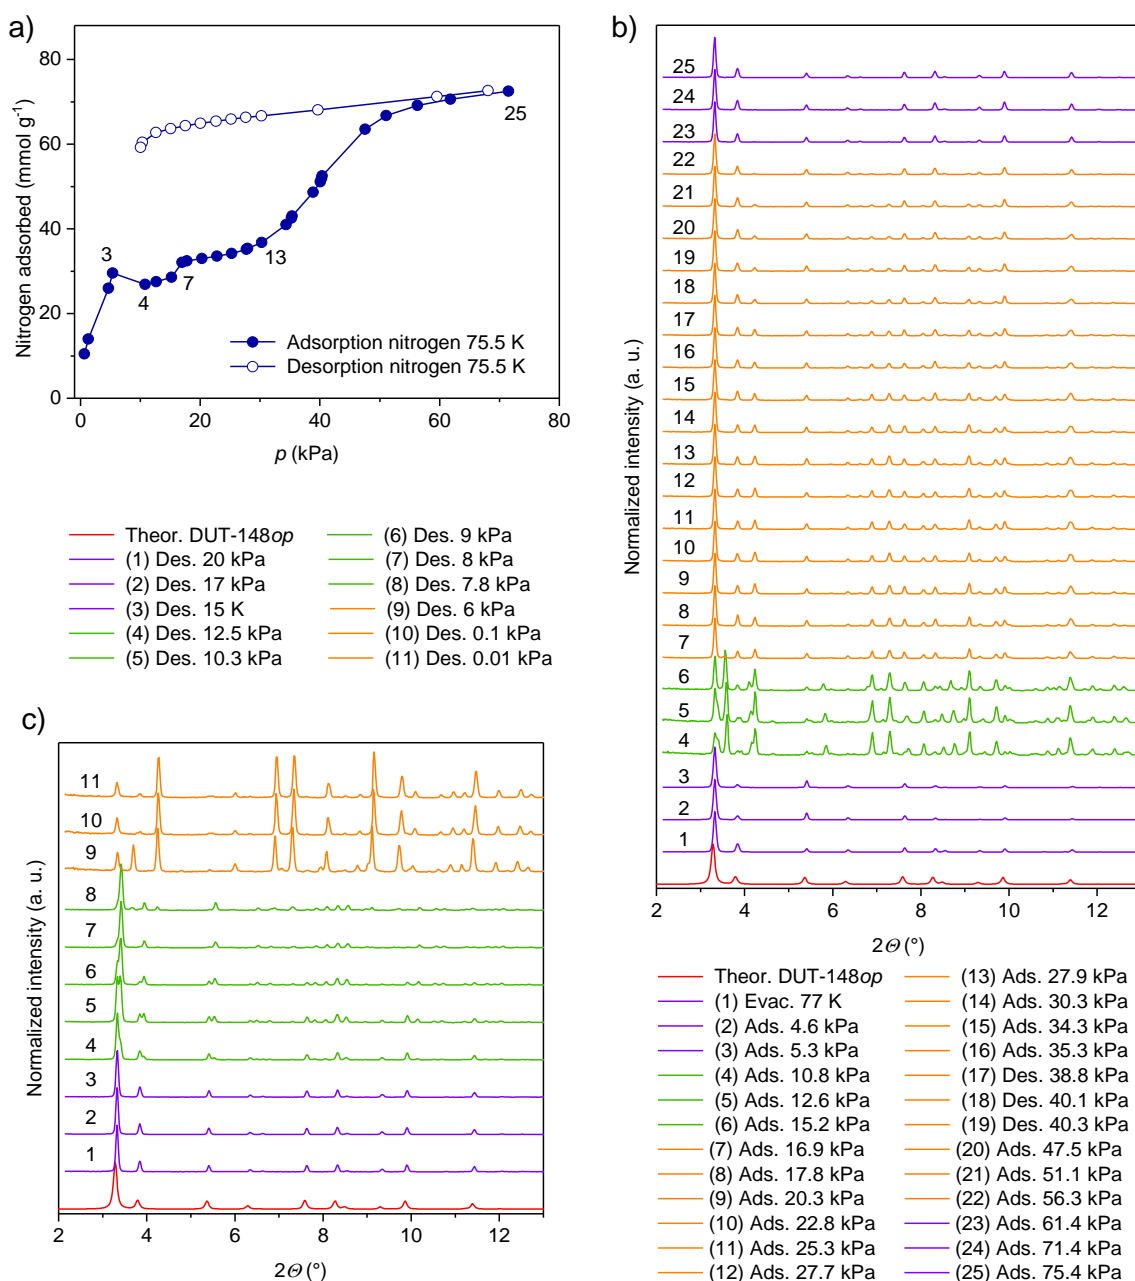 a)
Nitrogen adsorbed (mmol g-1)
80
60
40
20
0
25
3
4
7
13
Adsorption nitrogen 75.5 K
Desorption nitrogen 75.5 K
0 20 40 60 80
p (kPa)
Theor. DUT-148op
(1) Des. 20 kPa
(2) Des. 17 kPa
(3) Des. 15 K
(4) Des. 12.5 kPa
(5) Des. 10.3 kPa
(6) Des. 9 kPa
(7) Des. 8 kPa
(8) Des. 7.8 kPa
(9) Des. 6 kPa
(10) Des. 0.1 kPa
(11) Des. 0.01 kPa
b)
Normalized intensity (a. u.)
25
24
23
22
21
20
19
18
17
16
15
14
13
12
11
10
9
8
7
6
5
4
3
2
1
2 4 6 8 10 12
2Θ (°)
Theor. DUT-148op
(1) Evac. 77 K
(2) Ads. 4.6 kPa
(3) Ads. 5.3 kPa
(4) Ads. 10.8 kPa
(5) Ads. 12.6 kPa
(6) Ads. 15.2 kPa
(7) Ads. 16.9 kPa
(8) Ads. 17.8 kPa
(9) Ads. 20.3 kPa
(10) Ads. 22.8 kPa
(11) Ads. 25.3 kPa
(12) Ads. 27.7 kPa
(13) Ads. 27.9 kPa
(14) Ads. 30.3 kPa
(15) Ads. 34.3 kPa
(16) Ads. 35.3 kPa
(17) Des. 38.8 kPa
(18) Des. 40.1 kPa
(19) Des. 40.3 kPa
(20) Ads. 47.5 kPa
(21) Ads. 51.1 kPa
(22) Ads. 56.3 kPa
(23) Ads. 61.4 kPa
(24) Ads. 71.4 kPa
(25) Ads. 75.4 kPa
c)
Normalized intensity (a. u.)
11
10
9
8
7
6
5
4
3
2
1
2 4 6 8 10 12
2Θ (°)